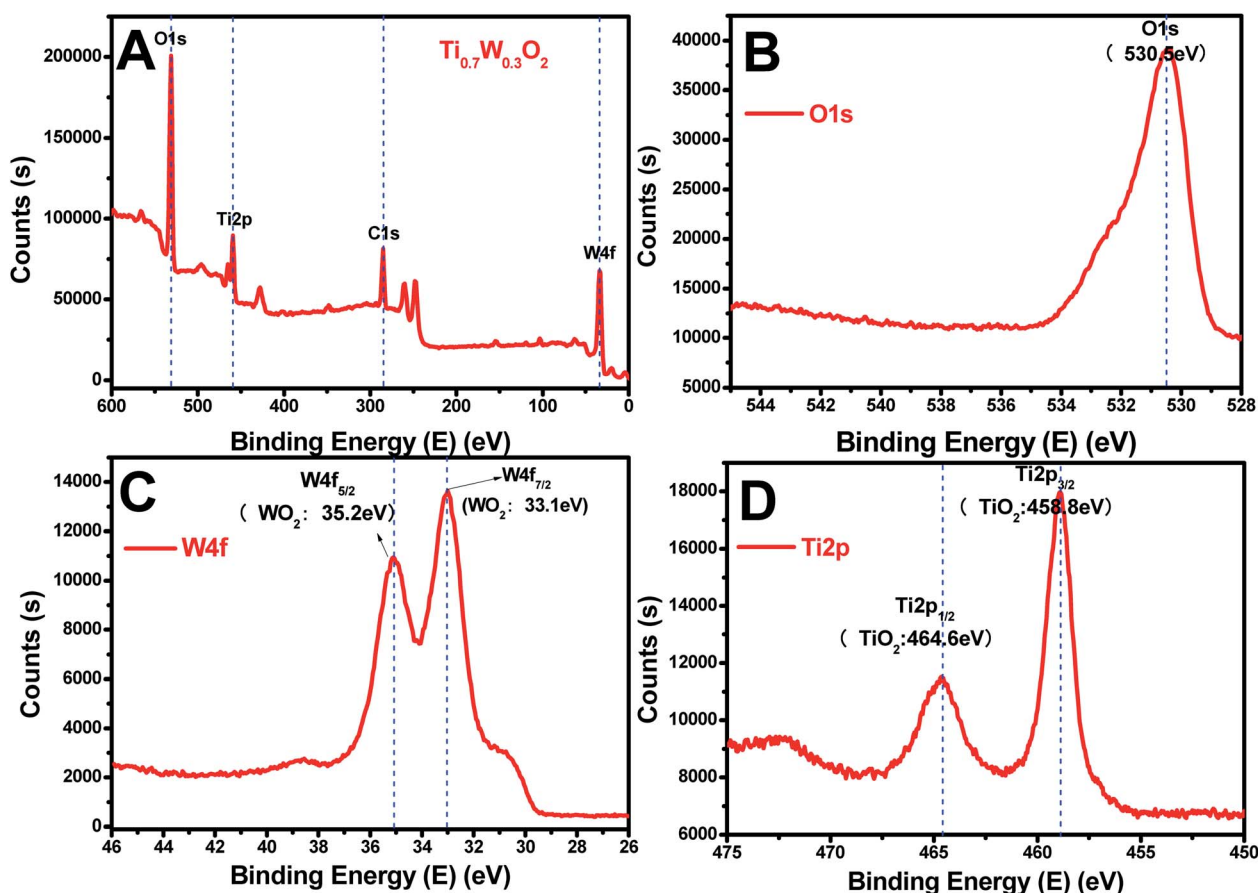 A
O1s
Ti0.7W0.3O2
Ti2p
C1s
W4f
200000
150000
100000
50000
0
Counts (s)
600 500 400 300 200 100 0
Binding Energy (E) (eV)
B
O1s
( 530.5eV)
O1s
40000
35000
30000
25000
20000
15000
10000
5000
Counts (s)
544 542 540 538 536 534 532 530 528
Binding Energy (E) (eV)
C
W4f5/2
( WO2: 35.2eV)
W4f7/2
(WO2: 33.1eV)
W4f
14000
12000
10000
8000
6000
4000
2000
0
Counts (s)
46 44 42 40 38 36 34 32 30 28 26
Binding Energy (E) (eV)
D
Ti2p3/2
( TiO2:458.8eV)
Ti2p
Ti2p1/2
( TiO2:464.6eV)
18000
16000
14000
12000
10000
8000
6000
Counts (s)
475 470 465 460 455 450
Binding Energy (E) (eV)